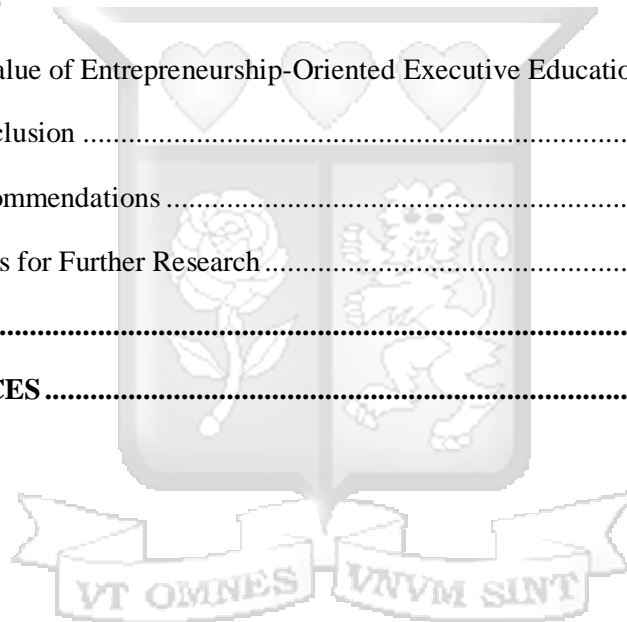 alue of Entrepreneurship-Oriented Executive Educatio
clusion ....................................................................................
ommendations .......................................................................
s for Further Research .........................................................
.................................................................................................
CES ..........................................................................................
VT OMNES VNVM SINT